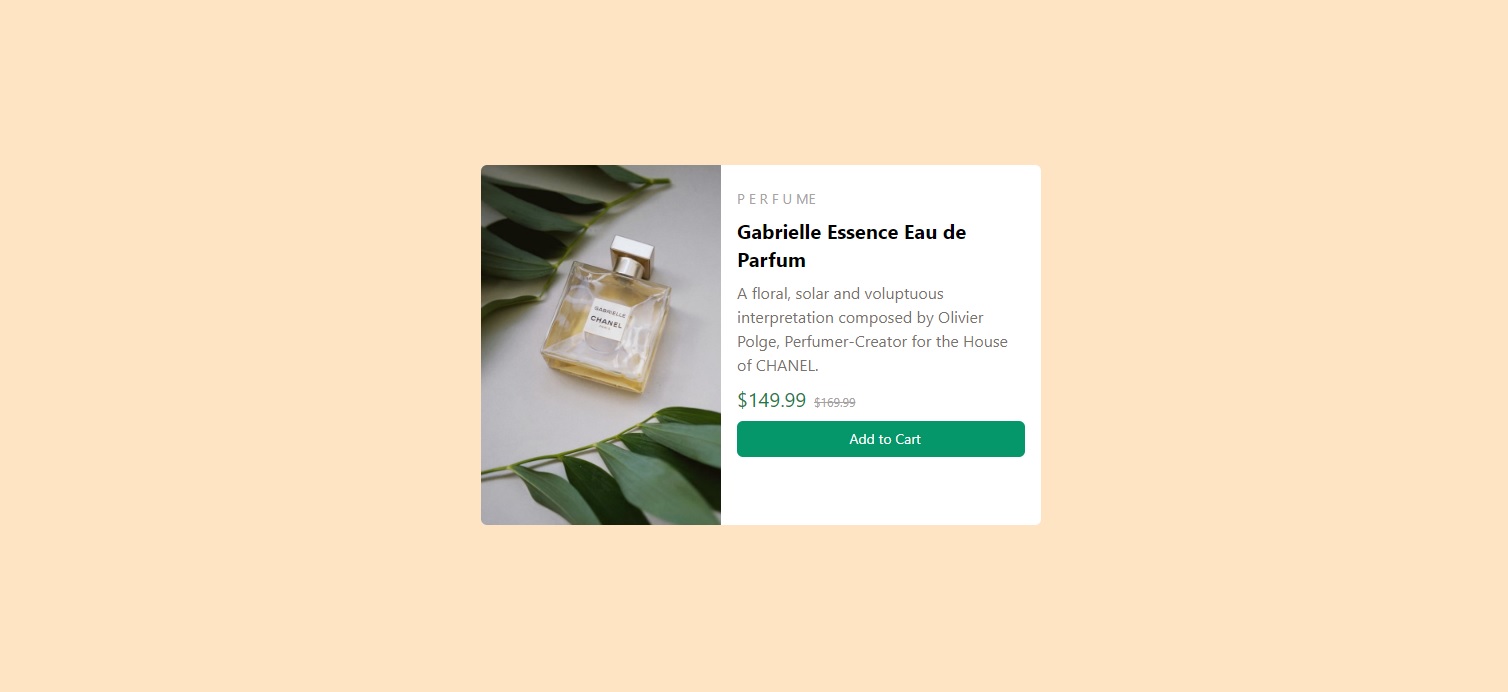 GABRIELLE
CHANEL
PARIS
PERFUME
Gabrielle Essence Eau de
Parfum
A floral, solar and voluptuous
interpretation composed by Olivier
Polge, Perfumer-Creator for the House
of CHANEL.
$149.99 $169.99
Add to Cart